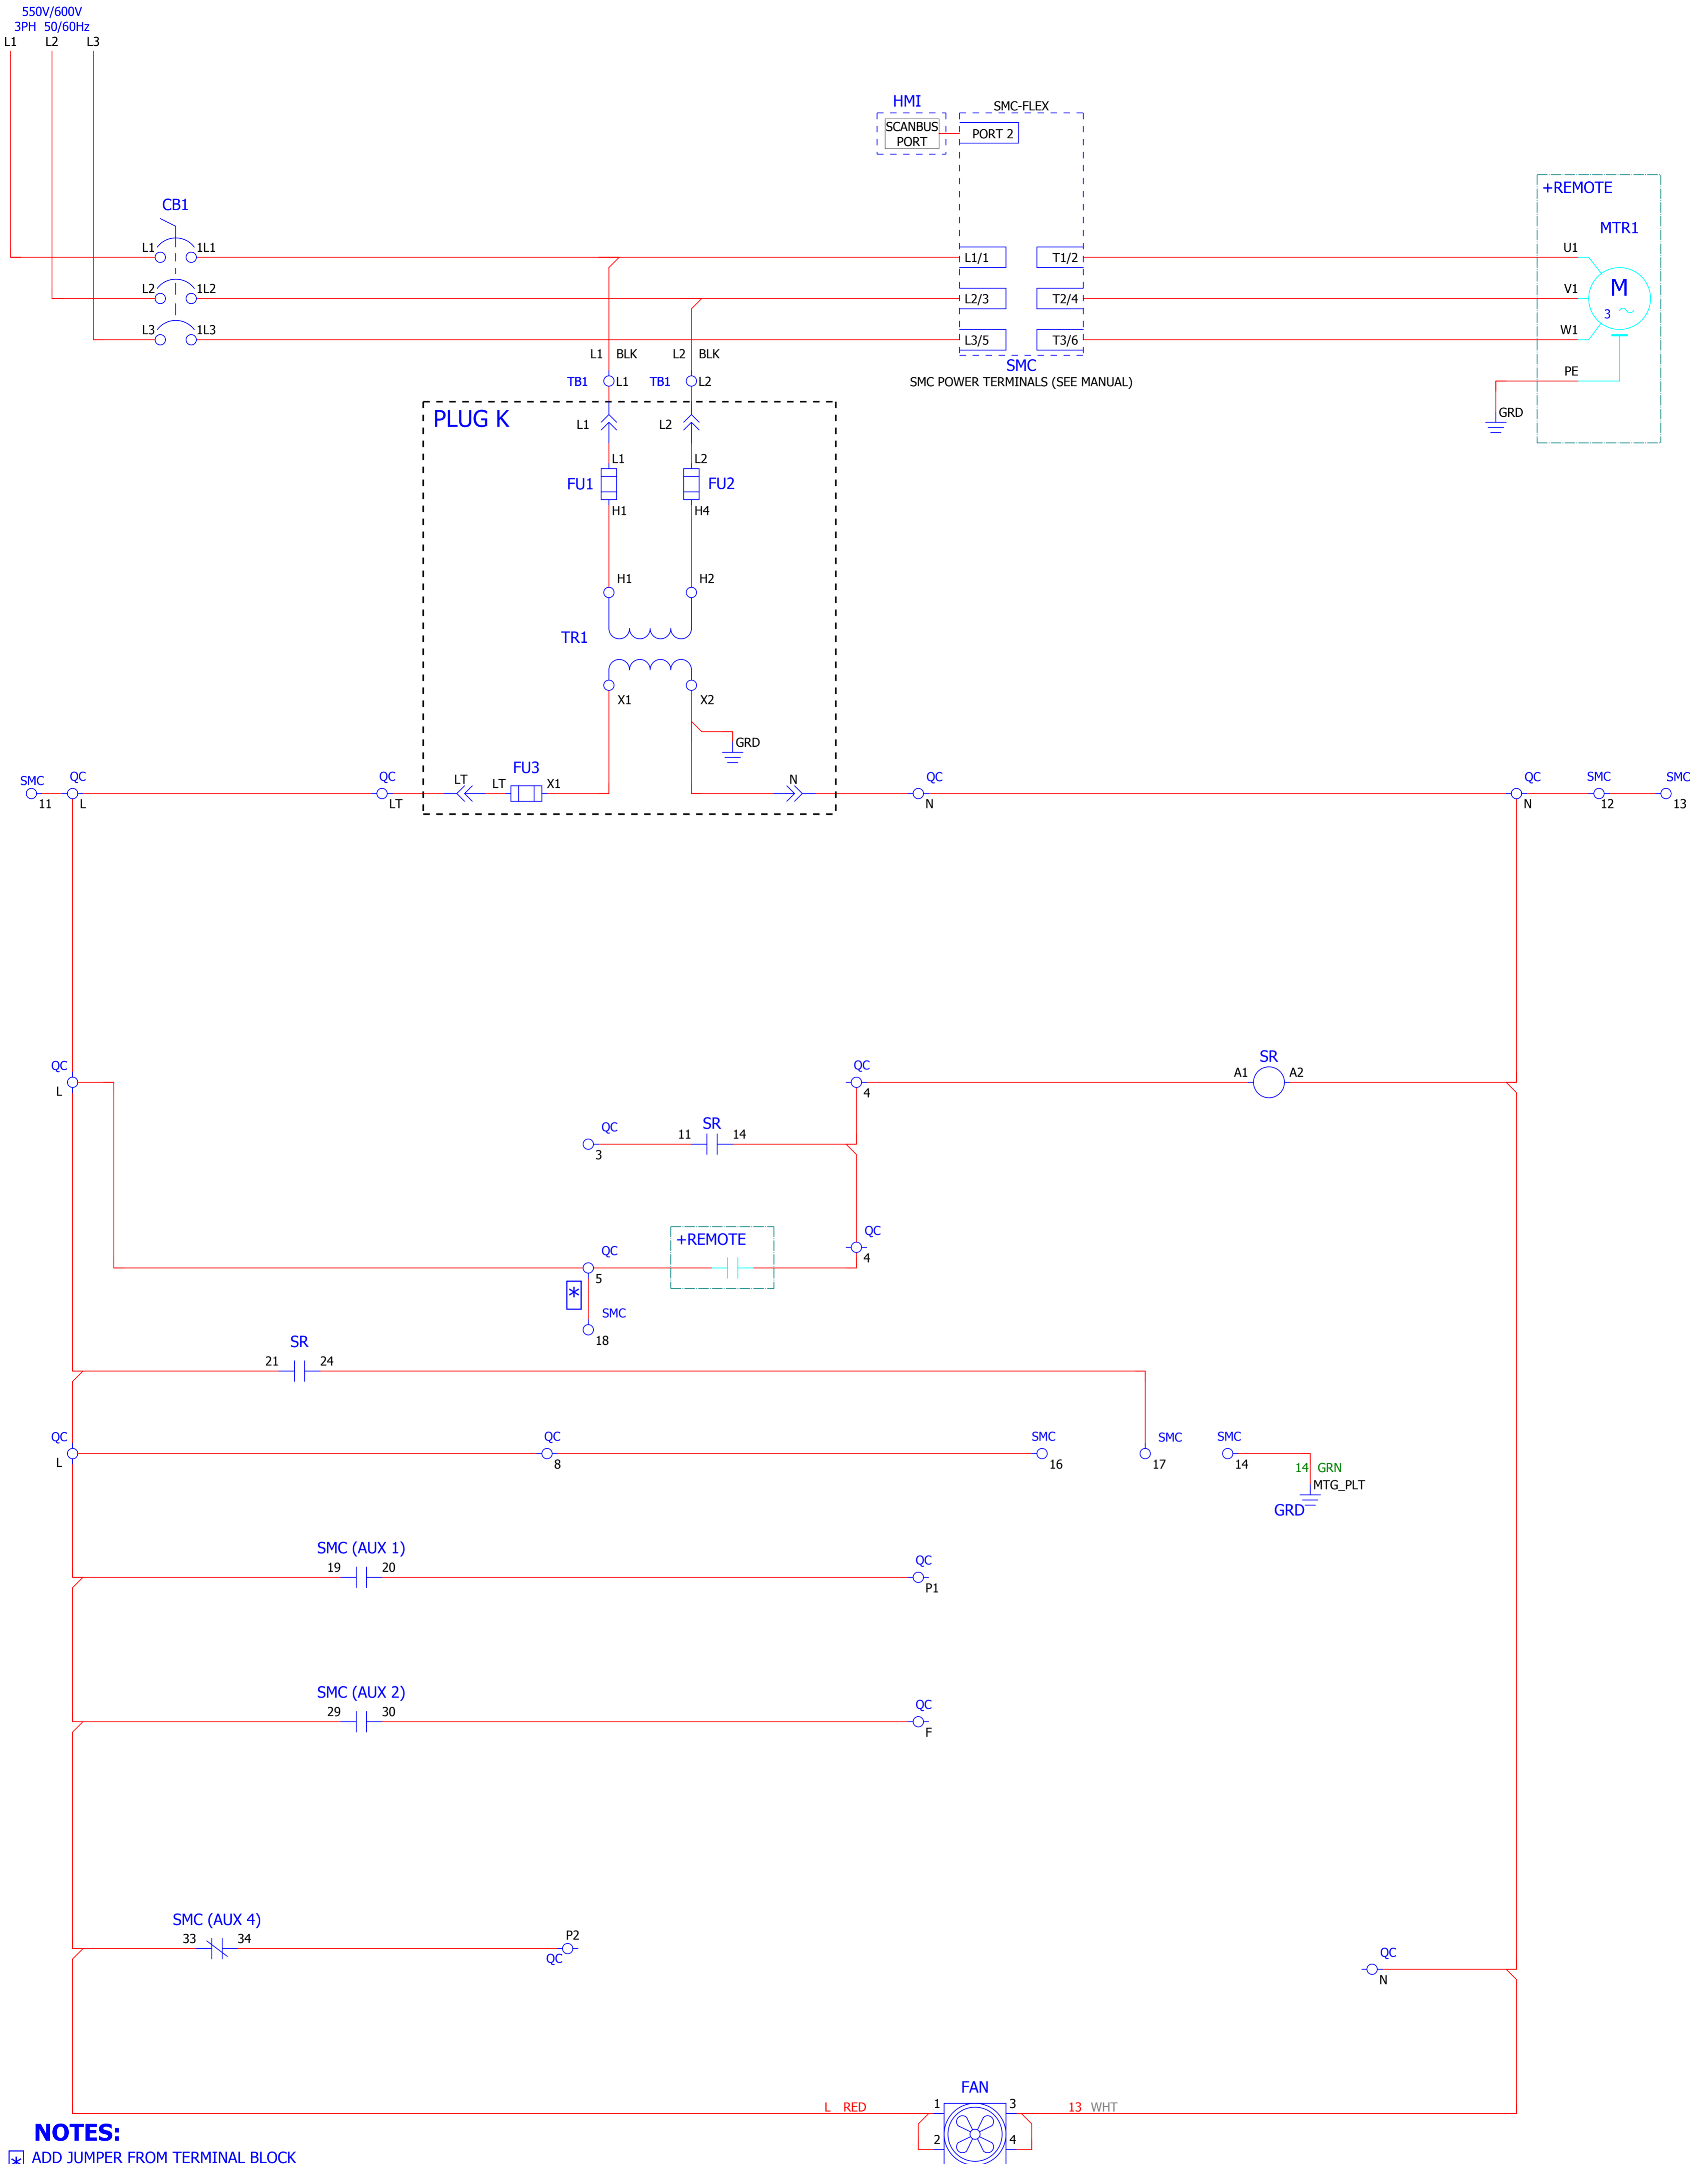 550V/600V
3PH 50/60Hz
L1 L2 L3
HMI
SMC-FLEX
SCANBUS
PORT
PORT 2
+REMOTE
CB1
MTR1
L1 1L1 L1/1 T1/2 U1
L2 1L2 L2/3 T2/4 V1
M
3
L3 1L3 L3/5 T3/6 W1
L1 BLK L2 BLK
SMC
SMC POWER TERMINALS (SEE MANUAL)
PE
TB1 L1 TB1 L2
GRD
PLUG K
L1 L2
L1 L2
FU1 FU2
H1 H4
H1 H2
TR1
X1 X2
GRD
SMC QC QC LT LT FU3 X1 N QC QC SMC SMC
11 L LT N N 12 13
QC QC SR
L 4 A1 A2
QC 11 SR 14
3
+REMOTE QC
QC 4
5
*
SMC
18
SR
21 24
QC QC SMC SMC SMC
L 8 16 17 14
14 GRN
MTG_PLT
GRD
SMC (AUX 1)
19 20 QC
P1
SMC (AUX 2)
29 30 QC
F
SMC (AUX 4)
33 34 P2
QC
QC
N
FAN
L RED 1 3 13 WHT
2 4
NOTES:
* ADD JUMPER FROM TERMINAL BLOCK